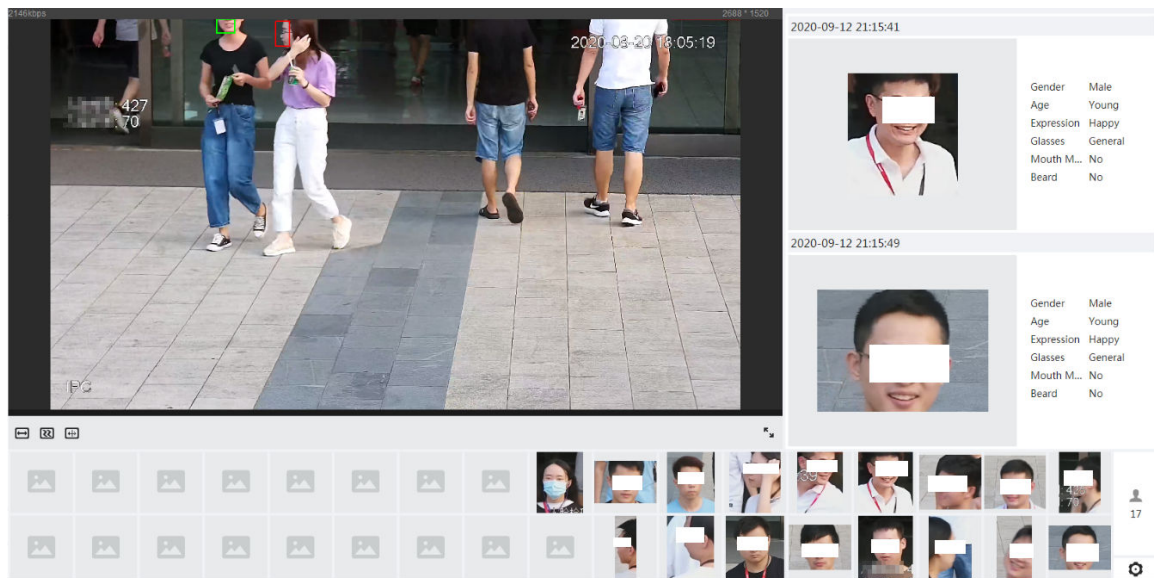 2146kbps
2688 * 1520
2020-08-20 18:05:19
427
70
IPC
2020-09-12 21:15:41
Gender Male
Age Young
Expression Happy
Glasses General
Mouth M... No
Beard No
2020-09-12 21:15:49
Gender Male
Age Young
Expression Happy
Glasses General
Mouth M... No
Beard No
17